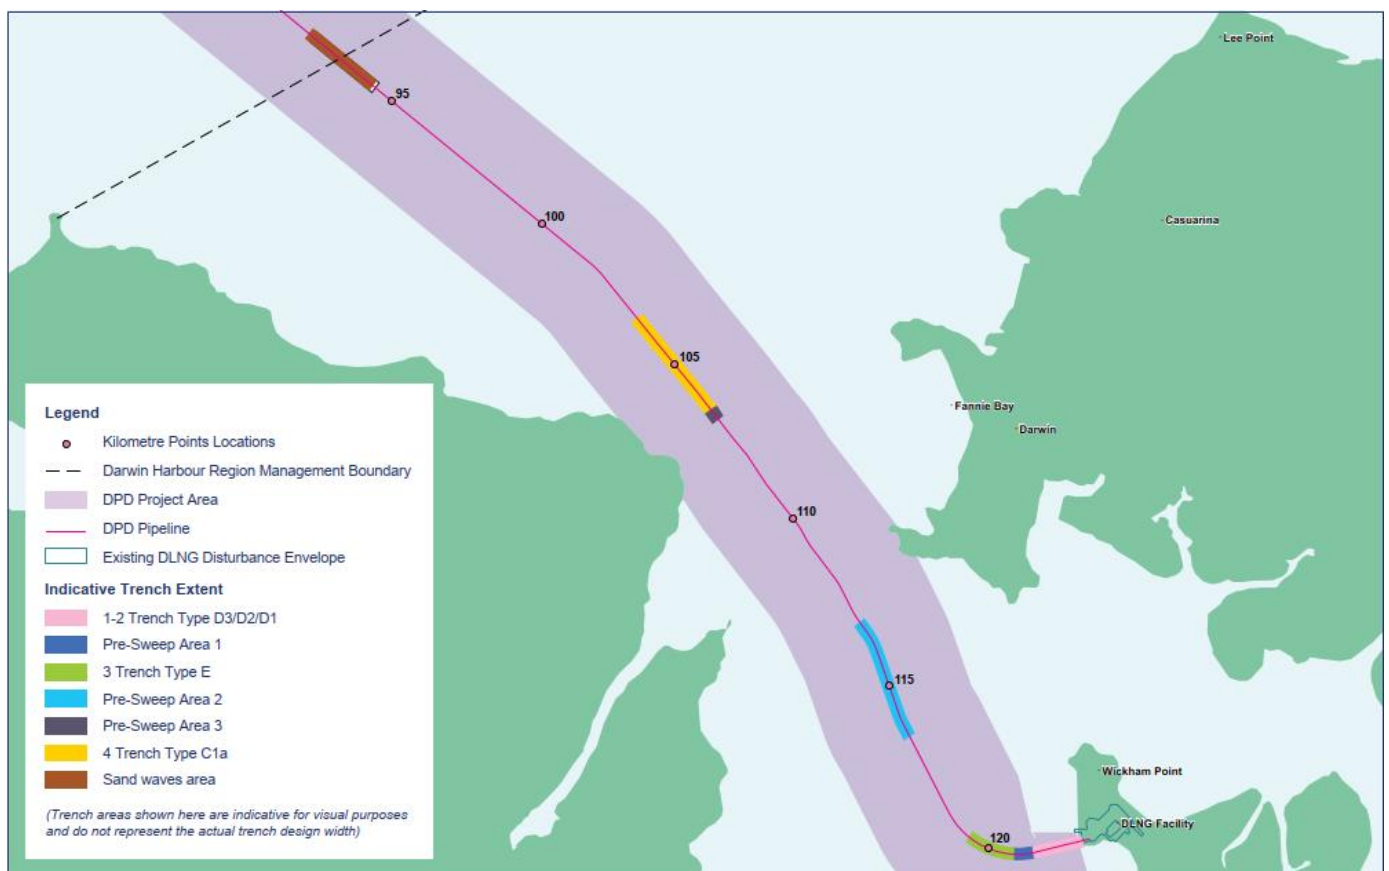 Lee Point
95
100
Casuarina
105
Fannie Bay
Darwin
110
115
Wickham Point
DLNG Facility
120
Legend
Kilometre Points Locations
Darwin Harbour Region Management Boundary
DPD Project Area
DPD Pipeline
Existing DLNG Disturbance Envelope
Indicative Trench Extent
1-2 Trench Type D3/D2/D1
Pre-Sweep Area 1
3 Trench Type E
Pre-Sweep Area 2
Pre-Sweep Area 3
4 Trench Type C1a
Sand waves area
(Trench areas shown here are indicative for visual purposes
and do not represent the actual trench design width)